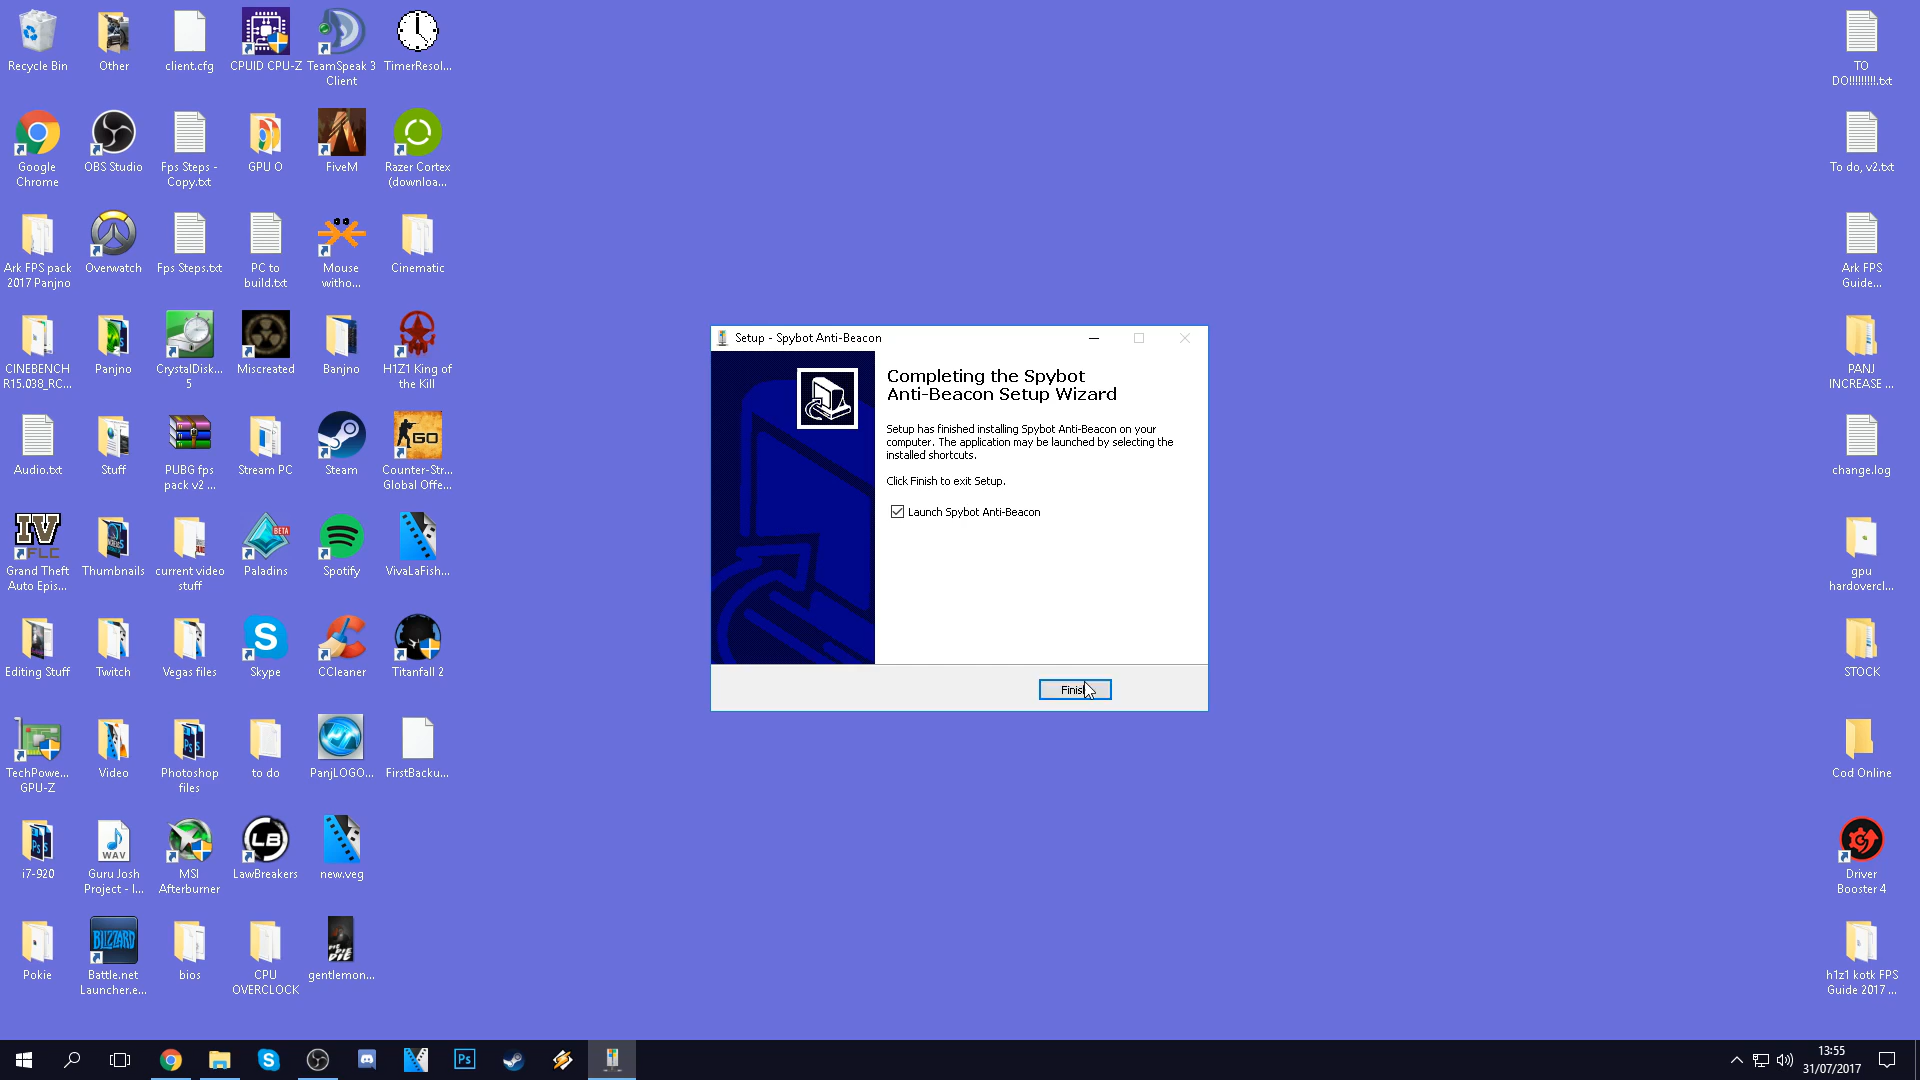 Recycle Bin
Other
client.cfg
CPUID CPU-Z
TeamSpeak 3
Client
TimerResol...
Google
Chrome
OBS Studio
Fps Steps -
Copy.txt
GPU O
FiveM
Razer Cortex
(downloa...
Ark FPS pack
2017 Panjno
Overwatch
Fps Steps.txt
PC to
build.txt
Mouse
witho...
Cinematic
CINEBENCH
R15.038_RC...
Panjno
CrystalDisk...
5
Miscreated
Banjno
H1Z1 King of
the Kill
Audio.txt
Stuff
PUBG fps
pack v2 ...
Stream PC
Steam
GO
Counter-Str...
Global Offe...
IV
EFLC
Grand Theft
Auto Epis...
Thumbnails
current video
stuff
BETA
Paladins
Spotify
VivaLaFish...
Editing Stuff
Twitch
Vegas files
Skype
CCleaner
Titanfall 2
TechPowe...
GPU-Z
Video
Photoshop
files
to do
PanjLOGO...
FirstBacku...
i7-920
WAV
Guru Josh
Project - I...
MSI
Afterburner
LB
LawBreakers
new.veg
Pokie
BLIZZARD
Battle.net
Launcher.e...
bios
CPU
OVERCLOCK
gentlemon...
Setup - Spybot Anti-Beacon
Completing the Spybot
Anti-Beacon Setup Wizard
Setup has finished installing Spybot Anti-Beacon on your
computer. The application may be launched by selecting the
installed shortcuts.
Click Finish to exit Setup.
Launch Spybot Anti-Beacon
Finish
TO
DO!!!!!!!!!.txt
To do, v2.txt
Ark FPS
Guide...
PANJ
INCREASE ...
change.log
gpu
hardovercl...
STOCK
Cod Online
Driver
Booster 4
h1z1 kotk FPS
Guide 2017 ...
Ps
13:55
31/07/2017